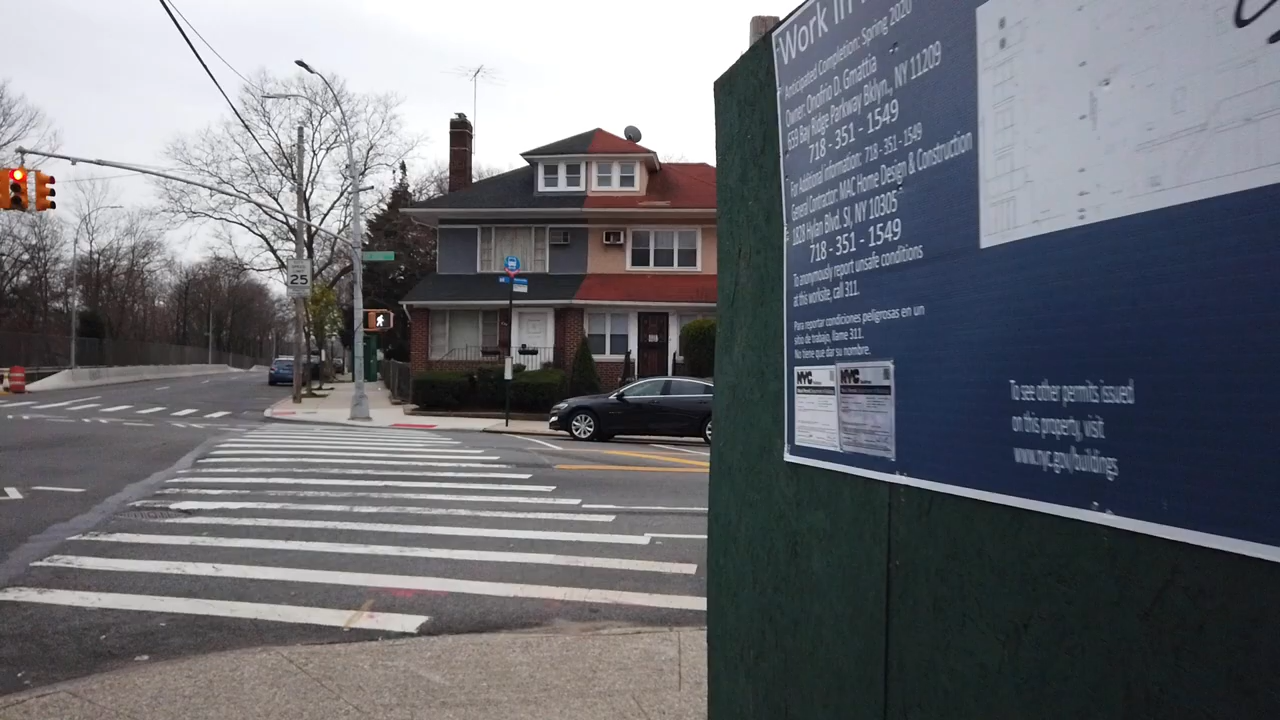 25
Work In
Anticipated Completion: Spring 2020
Owner: Onofrio D. Gmattia
659 Bay Ridge Parkway Bklyn., NY 11209
718 - 351 - 1549
For Additional information: 718 - 351 - 1549
General Contractor: MAC Home Design & Construction
1828 Hylan Blvd. SI, NY 10305
718 - 351 - 1549
To anonymously report unsafe conditions
at this worksite, call 311.
Para reportar condiciones peligrosas en un
sitio de trabajo, llame 311.
No tiene que dar su nombre.
NYC
NYC
To see other permits issued
on this property, visit
www.nyc.gov/buildings